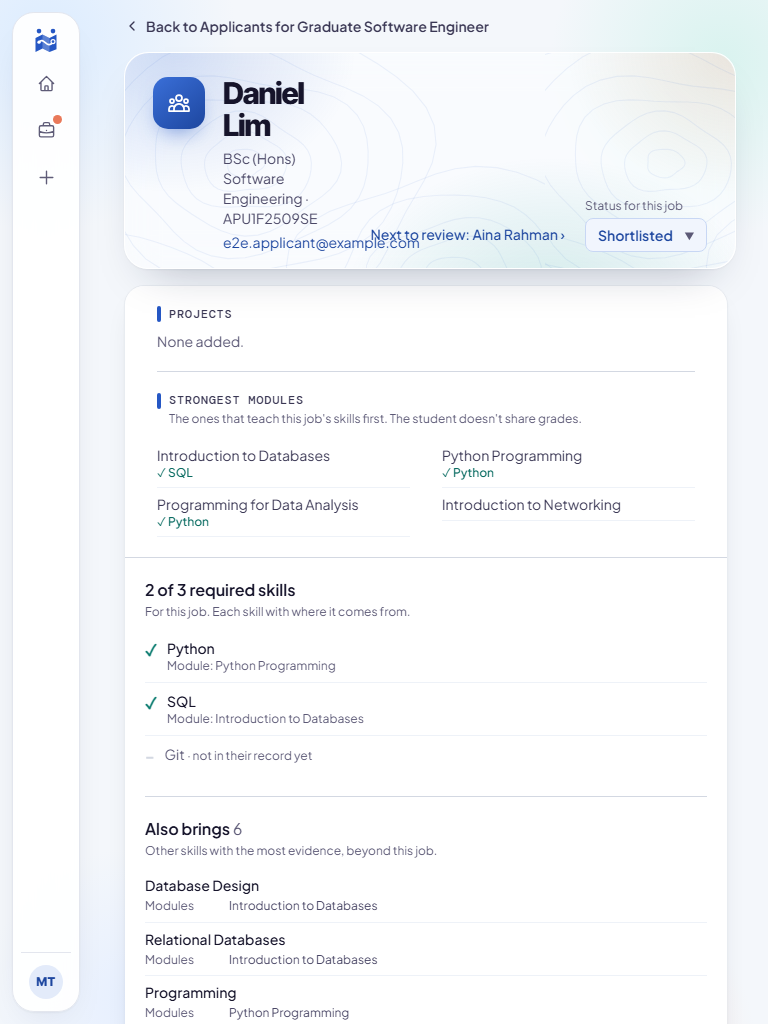 Back to Applicants for Graduate Software Engineer
Daniel
Lim
BSc (Hons)
Software
Engineering ·
APU1F2509SE
e2e.applicant@example.com
Next to review: Aina Rahman ›
Status for this job
Shortlisted ▼
PROJECTS
None added.
STRONGEST MODULES
The ones that teach this job's skills first. The student doesn't share grades.
Introduction to Databases
✓ SQL
Python Programming
✓ Python
Programming for Data Analysis
✓ Python
Introduction to Networking
2 of 3 required skills
For this job. Each skill with where it comes from.
✓ Python
Module: Python Programming
✓ SQL
Module: Introduction to Databases
– Git · not in their record yet
Also brings 6
Other skills with the most evidence, beyond this job.
Database Design
Modules Introduction to Databases
Relational Databases
Modules Introduction to Databases
Programming
Modules Python Programming
MT